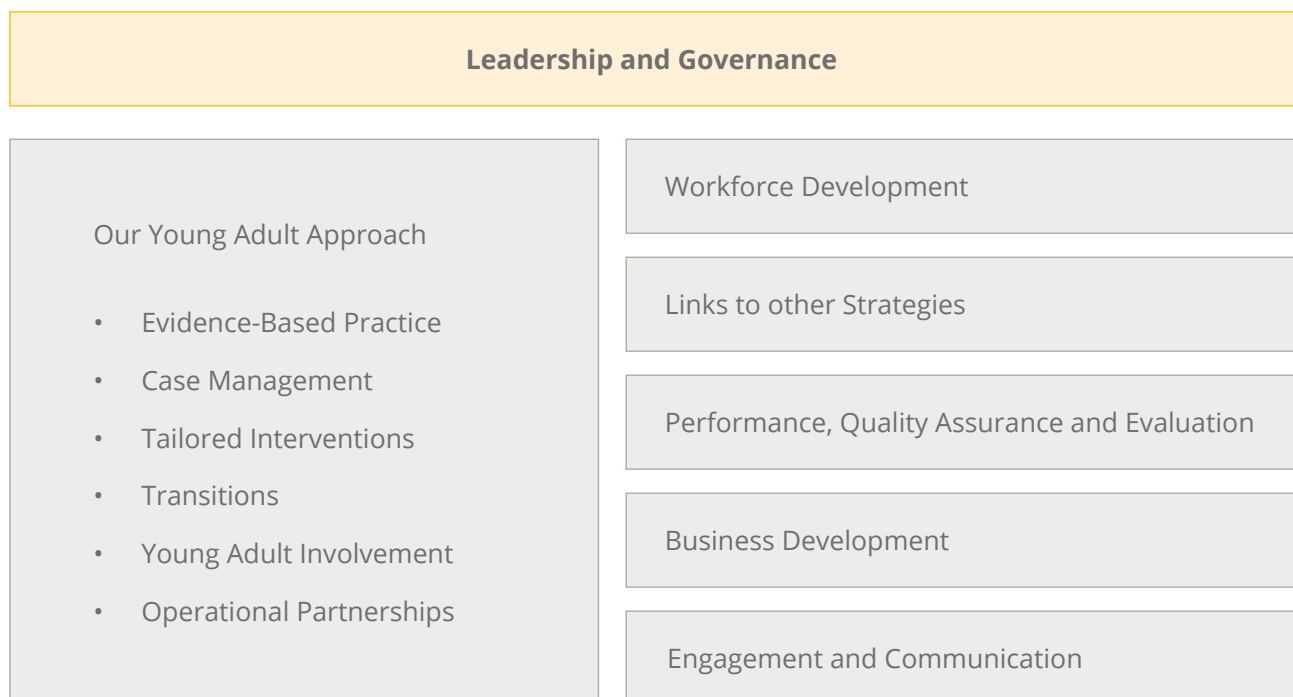 Leadership and Governance
Our Young Adult Approach
• Evidence-Based Practice
• Case Management
• Tailored Interventions
• Transitions
• Young Adult Involvement
• Operational Partnerships
Workforce Development
Links to other Strategies
Performance, Quality Assurance and Evaluation
Business Development
Engagement and Communication